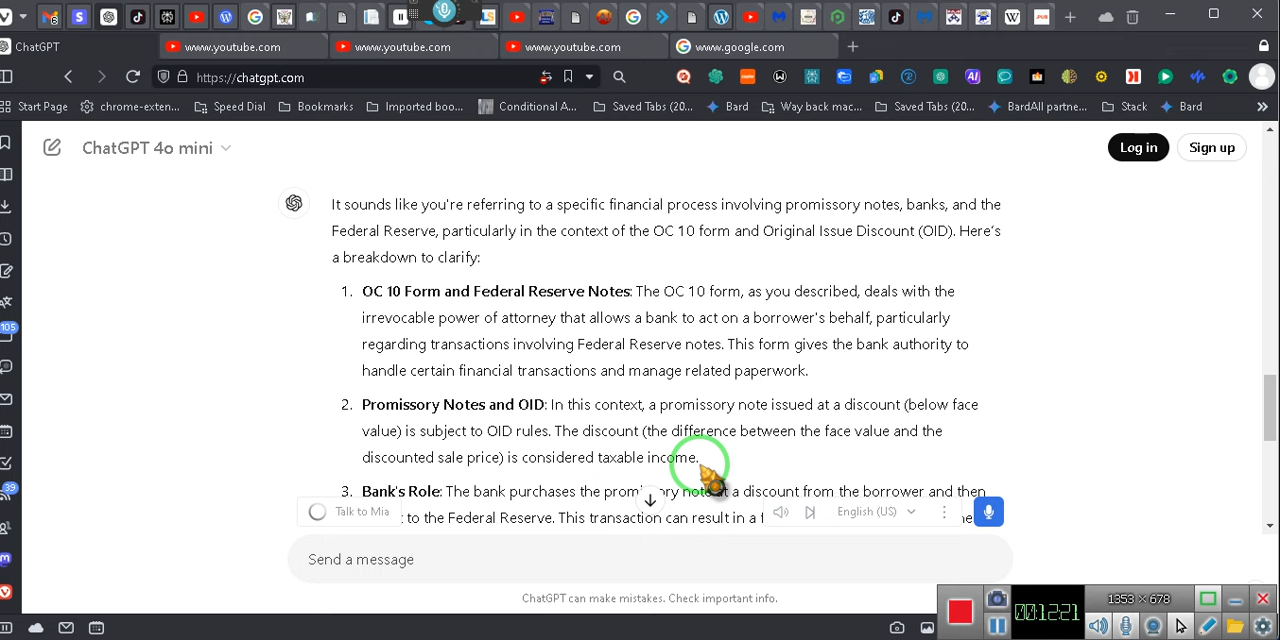 ChatGPT
www.youtube.com
www.youtube.com
www.youtube.com
www.google.com
https://chatgpt.com
Start Page
chrome-exten...
Speed Dial
Bookmarks
Imported boo...
Conditional A...
Saved Tabs (20...
Bard
Way back mac...
Saved Tabs (20...
BardAll partne...
Stack
Bard
ChatGPT 4o mini
Log in
Sign up
It sounds like you're referring to a specific financial process involving promissory notes, banks, and the
Federal Reserve, particularly in the context of the OC 10 form and Original Issue Discount (OID). Here's
a breakdown to clarify:
1. OC 10 Form and Federal Reserve Notes: The OC 10 form, as you described, deals with the
irrevocable power of attorney that allows a bank to act on a borrower's behalf, particularly
regarding transactions involving Federal Reserve notes. This form gives the bank authority to
handle certain financial transactions and manage related paperwork.
2. Promissory Notes and OID: In this context, a promissory note issued at a discount (below face
value) is subject to OID rules. The discount (the difference between the face value and the
discounted sale price) is considered taxable income.
3. Bank's Role: The bank purchases the promissory note at a discount from the borrower and then
to the Federal Reserve. This transaction can result in a
Talk to Mia
English (US)
Send a message
ChatGPT can make mistakes. Check important info.
105
39
1353 × 678
00:12:21